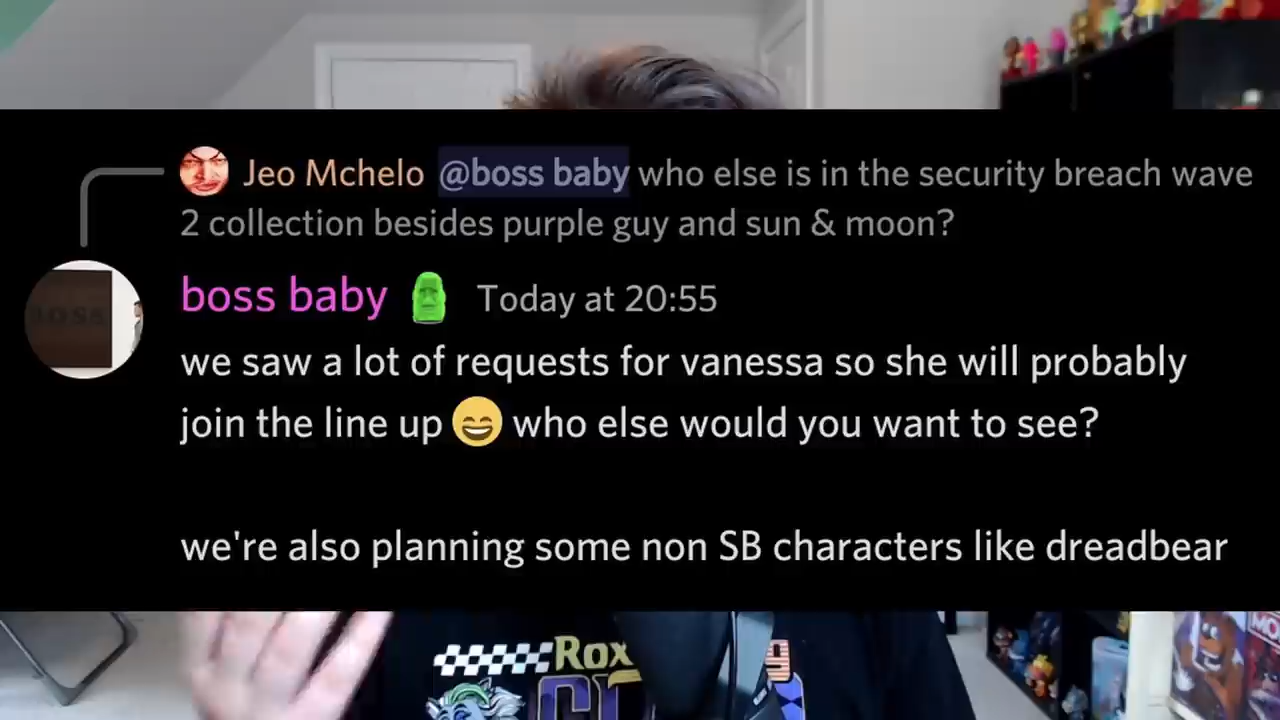 Jeo Mchelo @boss baby who else is in the security breach wave
2 collection besides purple guy and sun & moon?
boss baby Today at 20:55
BOSS
we saw a lot of requests for vanessa so she will probably
join the line up 😄 who else would you want to see?
we're also planning some non SB characters like dreadbear
Rox